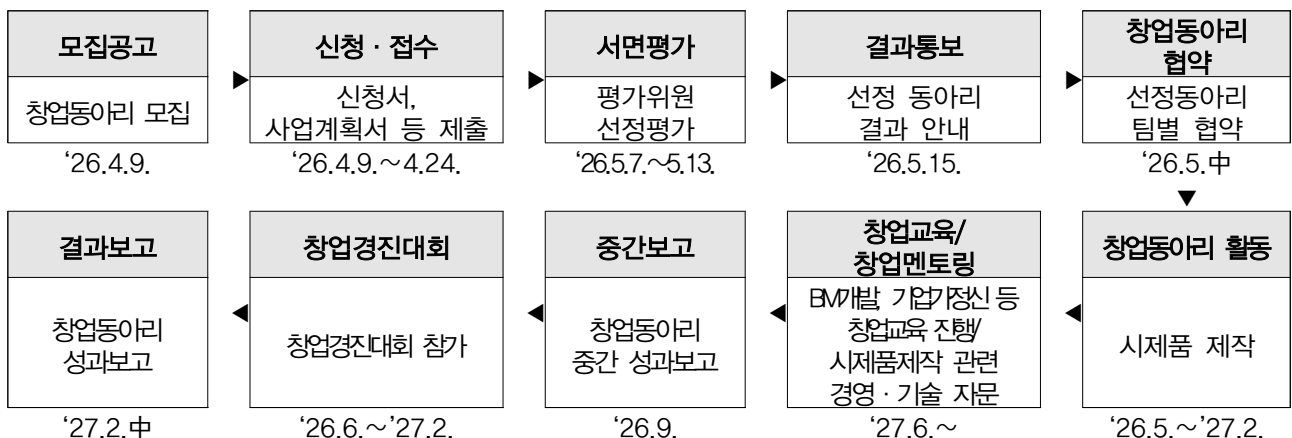 모집공고
창업동아리 모집
‘26.4.9.
▶
신청 · 접수
신청서,
사업계획서 등 제출
‘26.4.9.～4.24.
▶
서면평가
평가위원
선정평가
‘26.5.7.～5.13.
▶
결과통보
선정 동아리
결과 안내
‘26.5.15.
▶
창업동아리
협약
선정동아리
팀별 협약
‘26.5.中
▼
창업동아리 활동
시제품 제작
‘26.5.～’27.2.
◀
창업교육/
창업멘토링
BM개발, 기업가정신 등
창업교육 진행/
시제품제작 관련
경영 · 기술 자문
‘27.6.～
◀
중간보고
창업동아리
중간 성과보고
‘26.9.
◀
창업경진대회
창업경진대회 참가
‘26.6.～’27.2.
◀
결과보고
창업동아리
성과보고
‘27.2.中